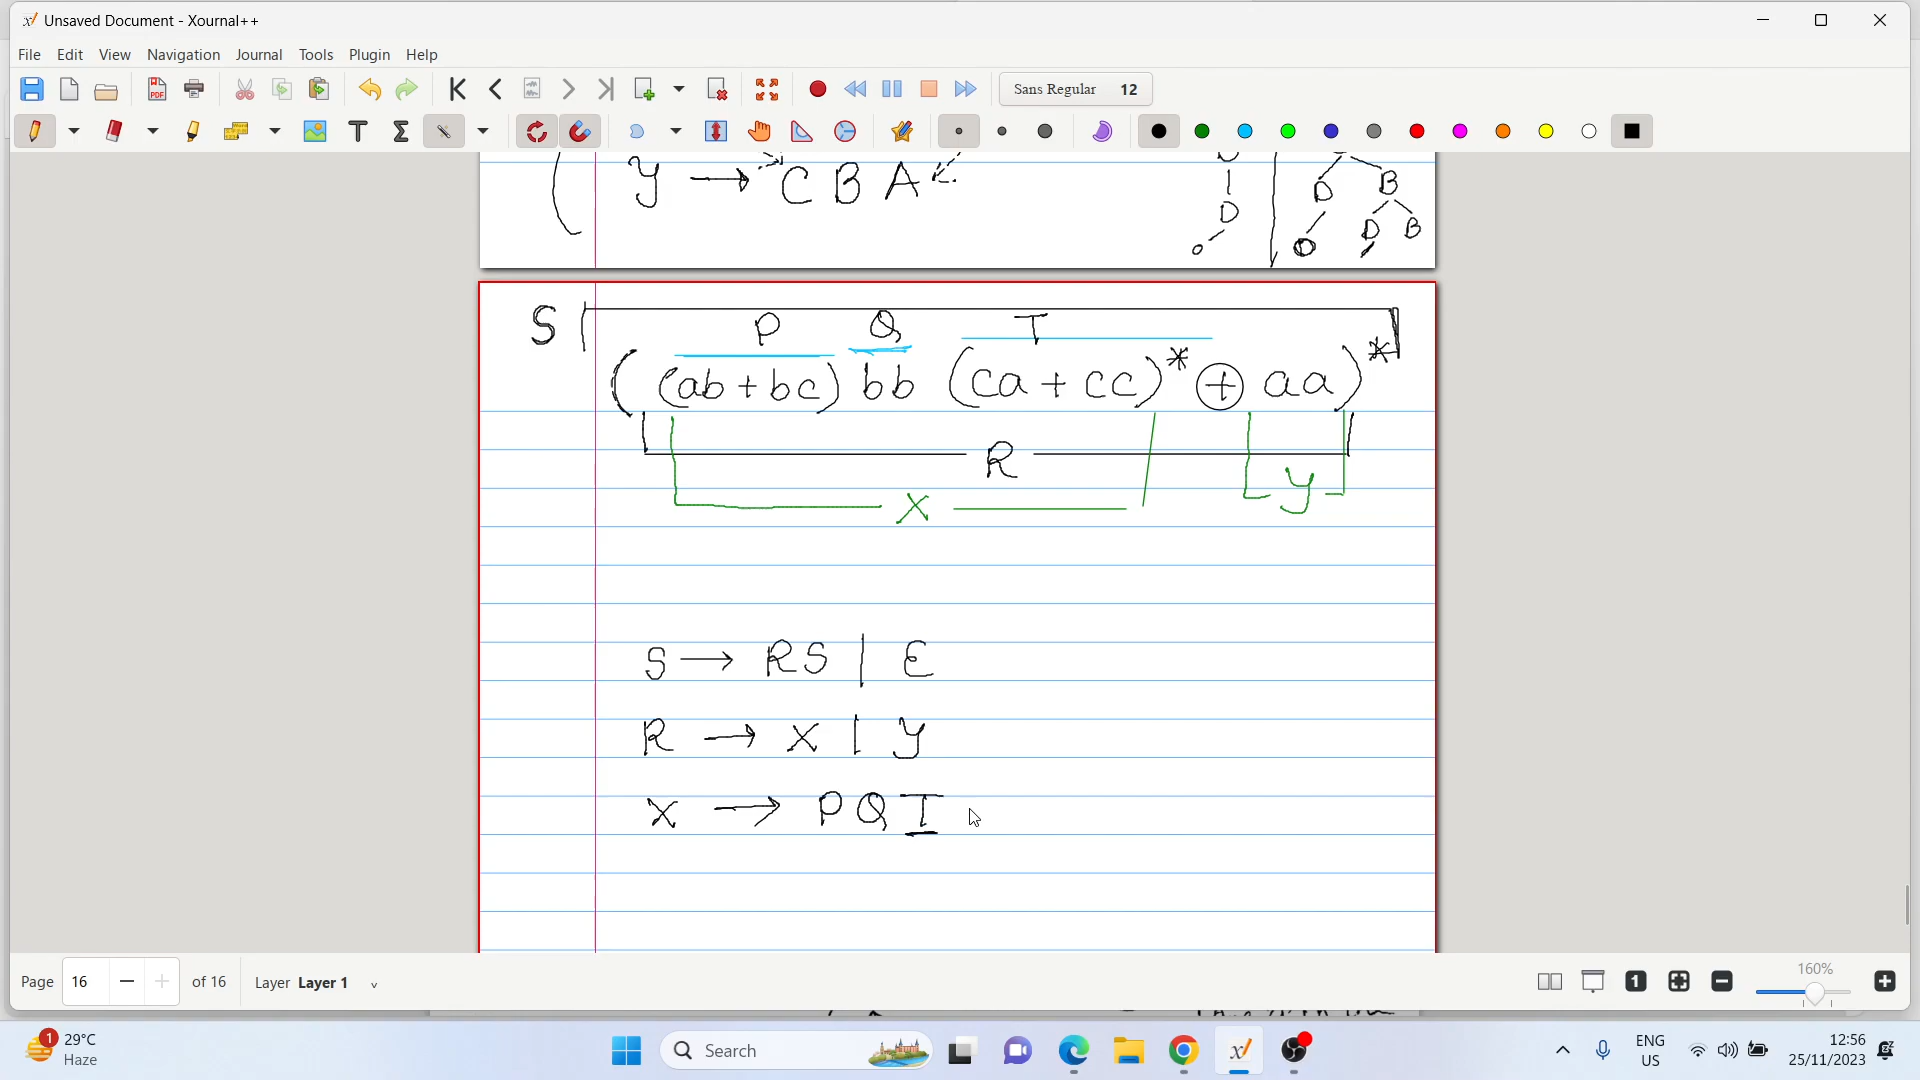 Unsaved Document - Xournal++
File Edit View Navigation Journal Tools Plugin Help
Sans Regular 12
y → C B A
D
D
D B
D B
S P Q T
((ab + bc) bb (ca + cc)* + aa)*
R
X y
S → RS | ε
R → X | y
X → P Q T
Page 16 of 16 Layer Layer 1
160%
1
1
29°C
Haze
Search
ENG
US
12:56
25/11/2023